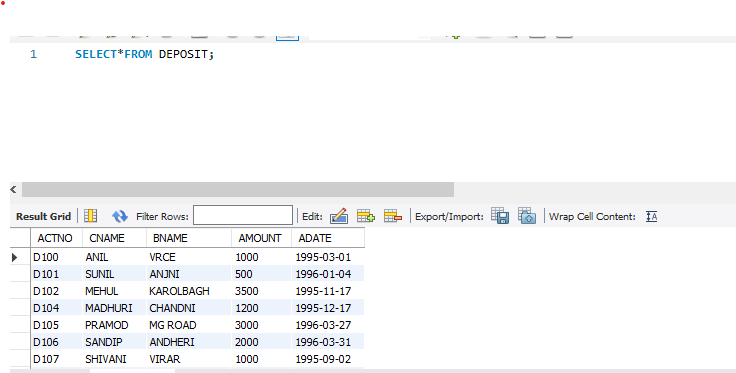 1 SELECT*FROM DEPOSIT;
Result Grid Filter Rows: Edit: Export/Import: Wrap Cell Content: IA
ACTNO CNAME BNAME AMOUNT ADATE
D100 ANIL VRCE 1000 1995-03-01
D101 SUNIL ANJNI 500 1996-01-04
D102 MEHUL KAROLBAGH 3500 1995-11-17
D104 MADHURI CHANDNI 1200 1995-12-17
D105 PRAMOD MG ROAD 3000 1996-03-27
D106 SANDIP ANDHERI 2000 1996-03-31
D107 SHIVANI VIRAR 1000 1995-09-02